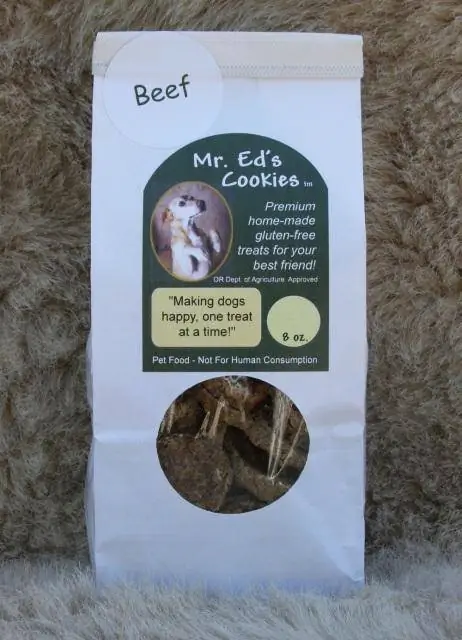 Beef
Mr. Ed's
Cookies TM
Premium
home-made
gluten-free
treats for your
best friend!
OR Dept. of Agriculture Approved
"Making dogs
happy, one treat
at a time!"
8 oz.
Pet Food - Not For Human Consumption